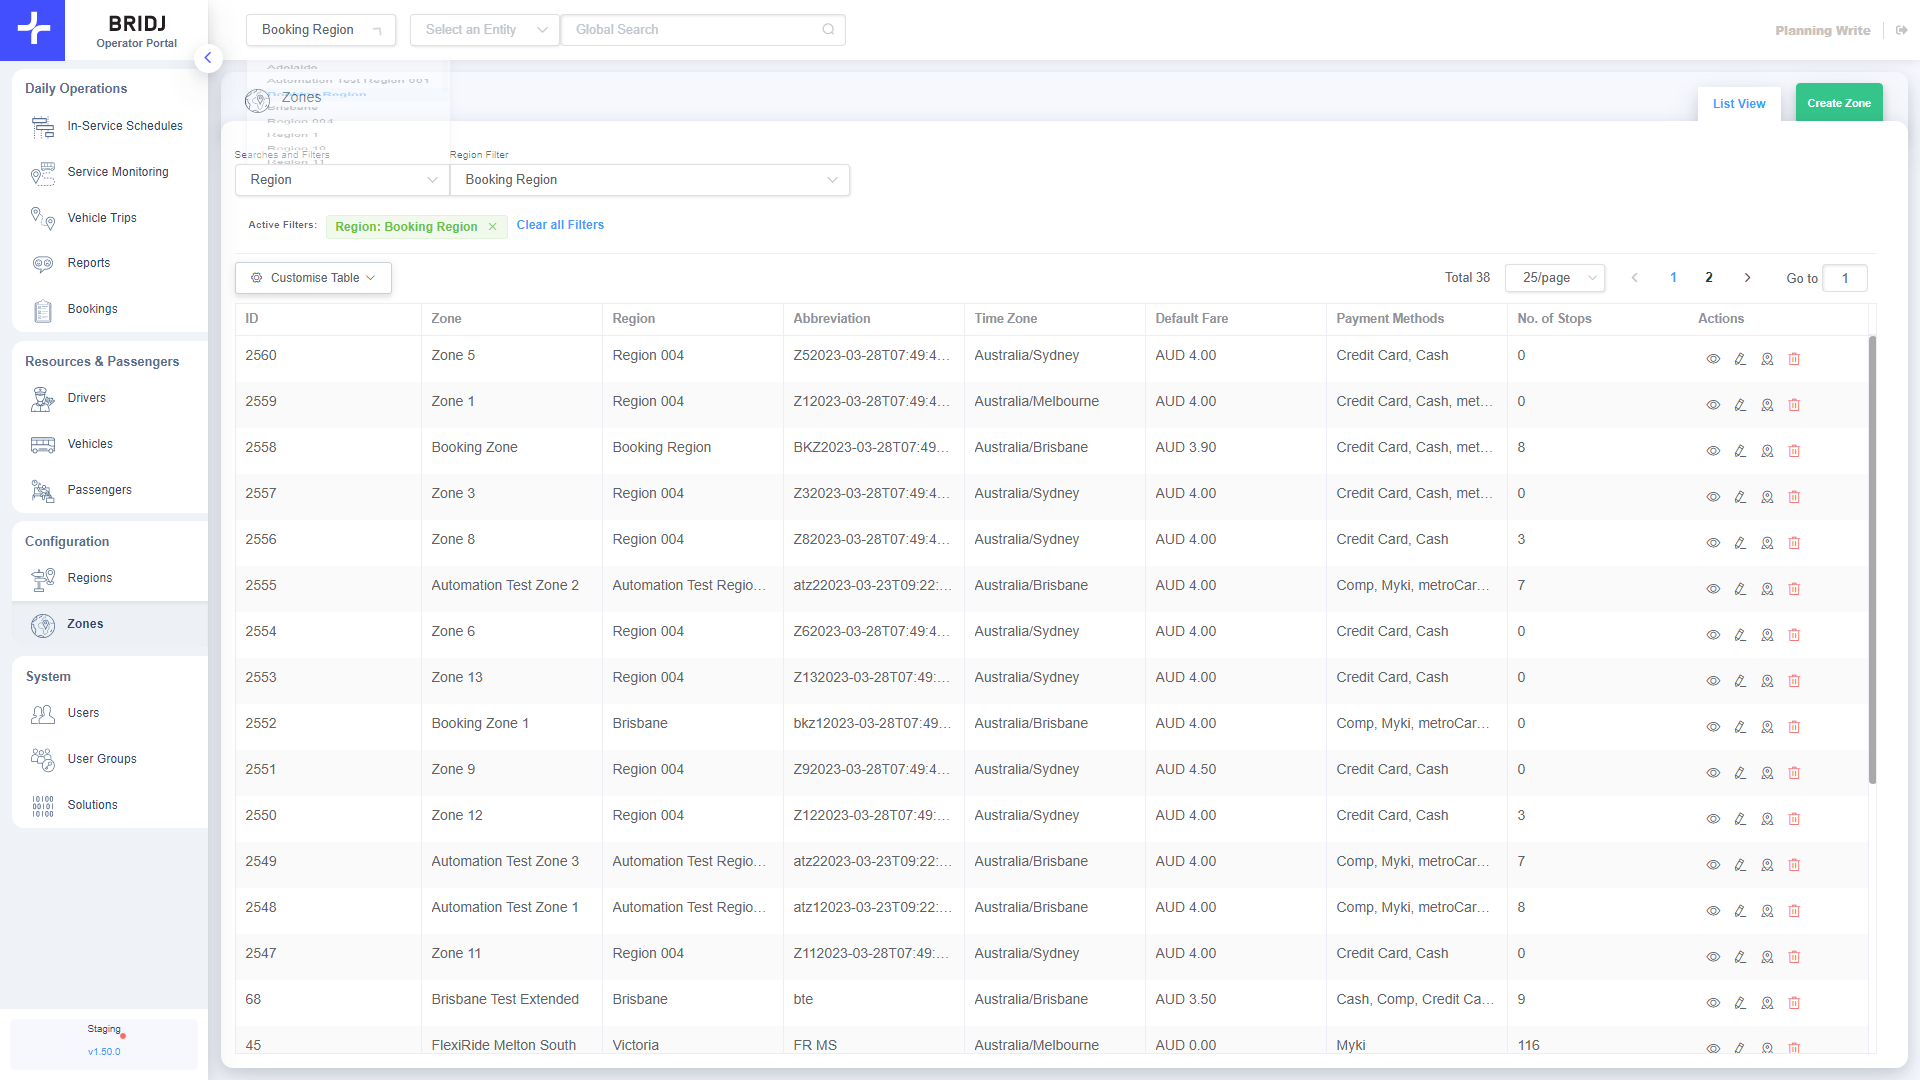 BRIDJ
Operator Portal
Booking Region
Select an Entity
Global Search
Planning Write
Daily Operations
In-Service Schedules
Service Monitoring
Vehicle Trips
Reports
Bookings
Resources & Passengers
Drivers
Vehicles
Passengers
Configuration
Regions
Zones
System
Users
User Groups
Solutions
Staging
v1.50.0
Adelaide
Automation Test Region 001
Booking Region
Brisbane
Region 004
Region 1
Region 10
Region 11
Zones
List View
Create Zone
Searches and Filters
Region Filter
Region
Booking Region
Active Filters:
Region: Booking Region
Clear all Filters
Customise Table
Total 38
25/page
1
2
Go to
1
ID Zone Region Abbreviation Time Zone Default Fare Payment Methods No. of Stops Actions
2560 Zone 5 Region 004 Z52023-03-28T07:49:4... Australia/Sydney AUD 4.00 Credit Card, Cash 0
2559 Zone 1 Region 004 Z12023-03-28T07:49:4... Australia/Melbourne AUD 4.00 Credit Card, Cash, met... 0
2558 Booking Zone Booking Region BKZ2023-03-28T07:49... Australia/Brisbane AUD 3.90 Credit Card, Cash, met... 8
2557 Zone 3 Region 004 Z32023-03-28T07:49:4... Australia/Sydney AUD 4.00 Credit Card, Cash, met... 0
2556 Zone 8 Region 004 Z82023-03-28T07:49:4... Australia/Sydney AUD 4.00 Credit Card, Cash 3
2555 Automation Test Zone 2 Automation Test Regio... atz22023-03-23T09:22:... Australia/Brisbane AUD 4.00 Comp, Myki, metroCar... 7
2554 Zone 6 Region 004 Z62023-03-28T07:49:4... Australia/Sydney AUD 4.00 Credit Card, Cash 0
2553 Zone 13 Region 004 Z132023-03-28T07:49:... Australia/Sydney AUD 4.00 Credit Card, Cash 0
2552 Booking Zone 1 Brisbane bkz12023-03-28T07:49... Australia/Brisbane AUD 4.00 Comp, Myki, metroCar... 0
2551 Zone 9 Region 004 Z92023-03-28T07:49:4... Australia/Sydney AUD 4.50 Credit Card, Cash 0
2550 Zone 12 Region 004 Z122023-03-28T07:49:... Australia/Sydney AUD 4.00 Credit Card, Cash 3
2549 Automation Test Zone 3 Automation Test Regio... atz22023-03-23T09:22:... Australia/Brisbane AUD 4.00 Comp, Myki, metroCar... 7
2548 Automation Test Zone 1 Automation Test Regio... atz12023-03-23T09:22:... Australia/Brisbane AUD 4.00 Comp, Myki, metroCar... 8
2547 Zone 11 Region 004 Z112023-03-28T07:49:... Australia/Sydney AUD 4.00 Credit Card, Cash 0
68 Brisbane Test Extended Brisbane bte Australia/Brisbane AUD 3.50 Cash, Comp, Credit Ca... 9
45 FlexiRide Melton South Victoria FR MS Australia/Melbourne AUD 0.00 Myki 116